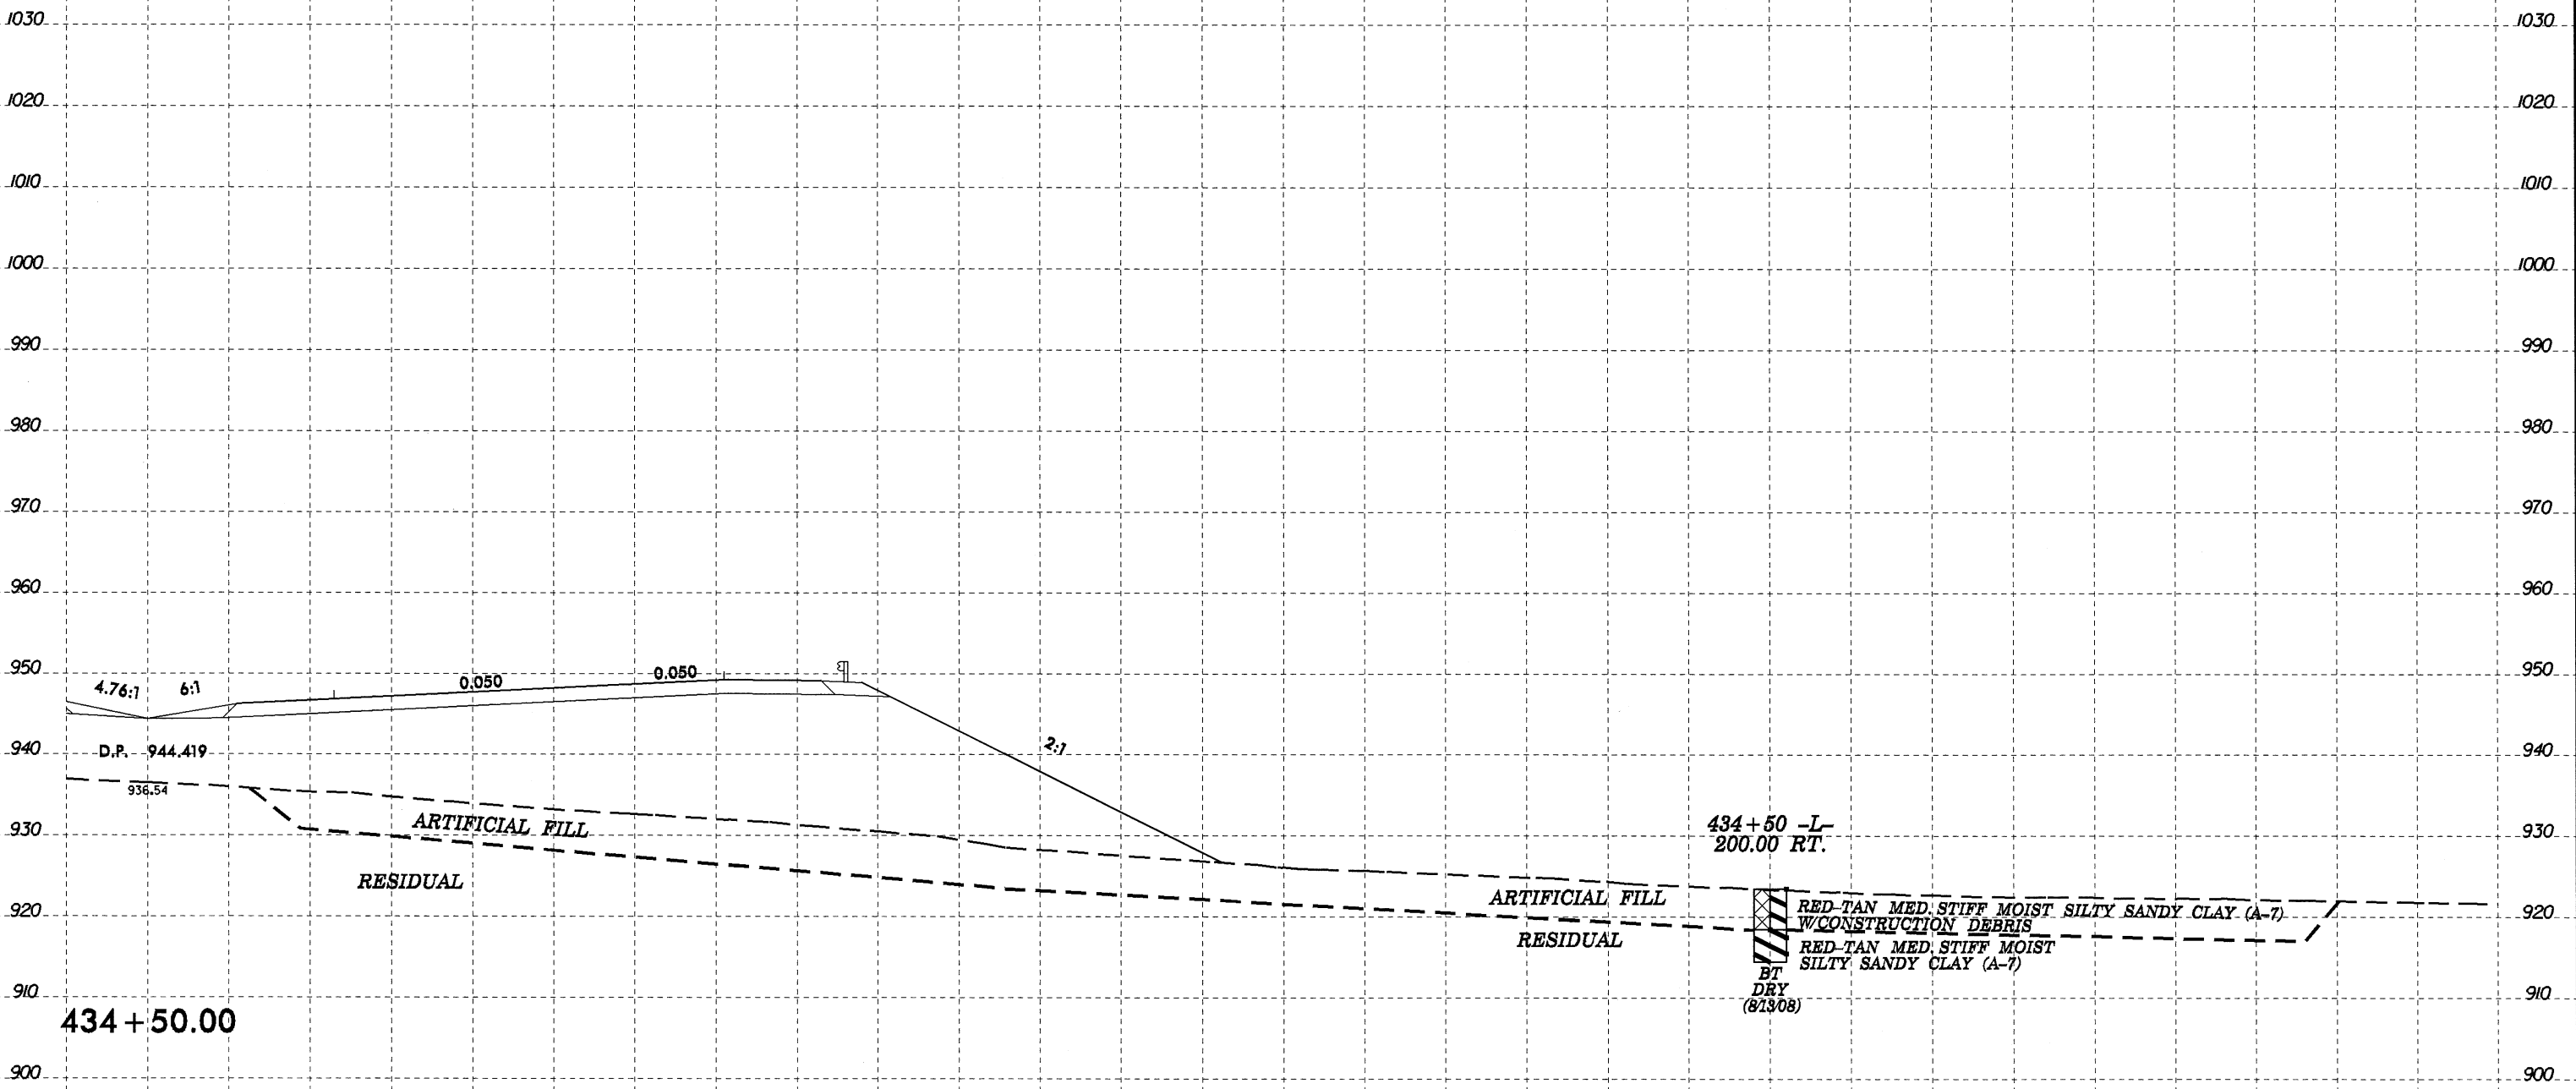 1030 1030
1020 1020
1010 1010
1000 1000
990 990
980 980
970 970
960 960
950 950
4.76:1 6:1 0.050 0.050
2:1
940 940
D.P. 944.419
936.54
930 930
ARTIFICIAL FILL
434+50 -L-
200.00 RT.
RESIDUAL
ARTIFICIAL FILL
920 920
RED-TAN MED. STIFF MOIST SILTY SANDY CLAY (A-7)
W/CONSTRUCTION DEBRIS
RESIDUAL
RED-TAN MED. STIFF MOIST
SILTY SANDY CLAY (A-7)
BT
DRY
(8/13/08)
910 910
434+50.00
900 900